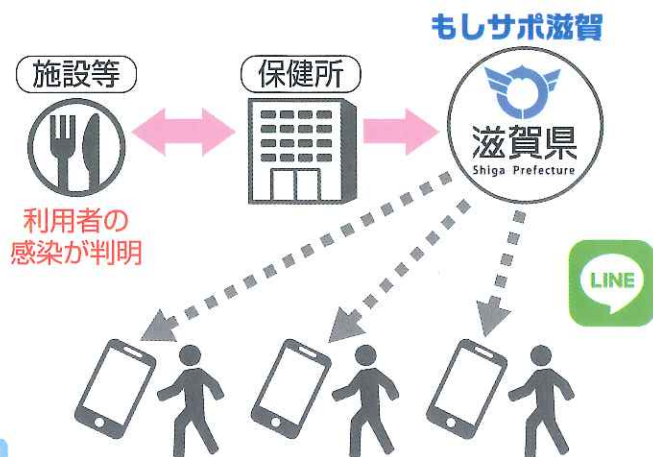 もしサポ滋賀
施設等
保健所
滋賀県
Shiga Prefecture
利用者の
感染が判明
LINE